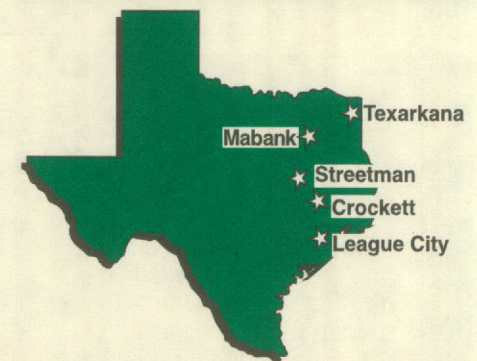 Texarkana
Mabank
Streetman
Crockett
League City